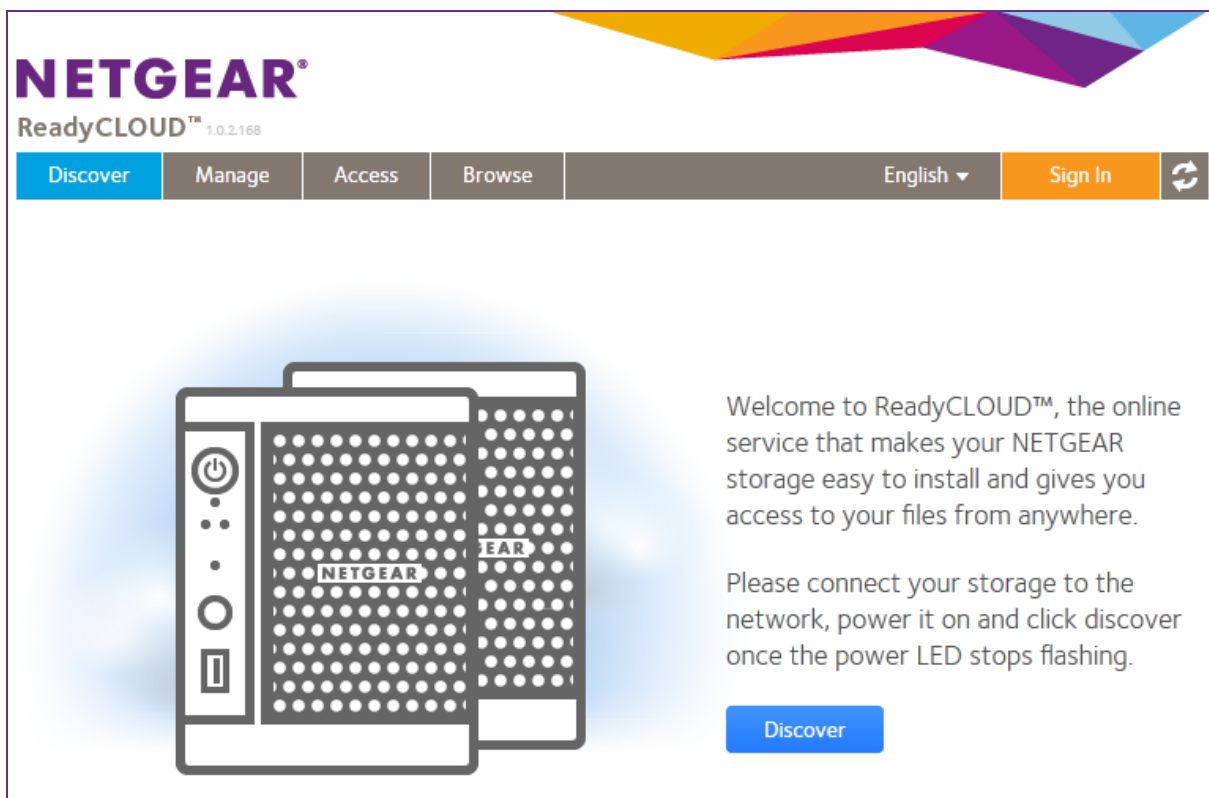 NETGEAR®
ReadyCLOUD™ 1.0.2.168
Discover Manage Access Browse English Sign In
NETGEAR
GEAR
Welcome to ReadyCLOUD™, the online
service that makes your NETGEAR
storage easy to install and gives you
access to your files from anywhere.
Please connect your storage to the
network, power it on and click discover
once the power LED stops flashing.
Discover